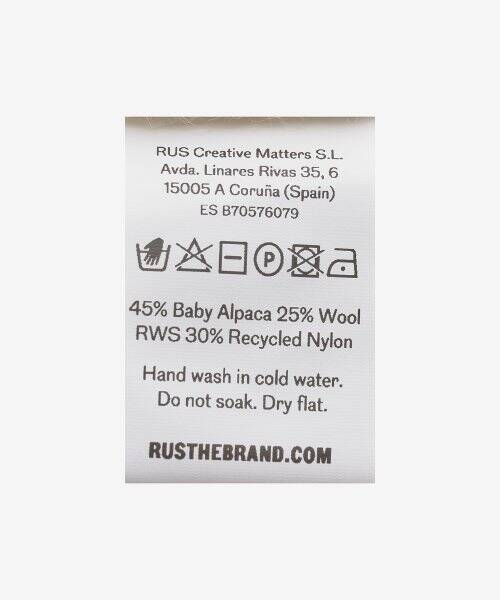 RUS Creative Matters S.L.
Avda. Linares Rivas 35, 6
15005 A Coruña (Spain)
ES B70576079
P
45% Baby Alpaca 25% Wool
RWS 30% Recycled Nylon
Hand wash in cold water.
Do not soak. Dry flat.
RUSTHEBRAND.COM